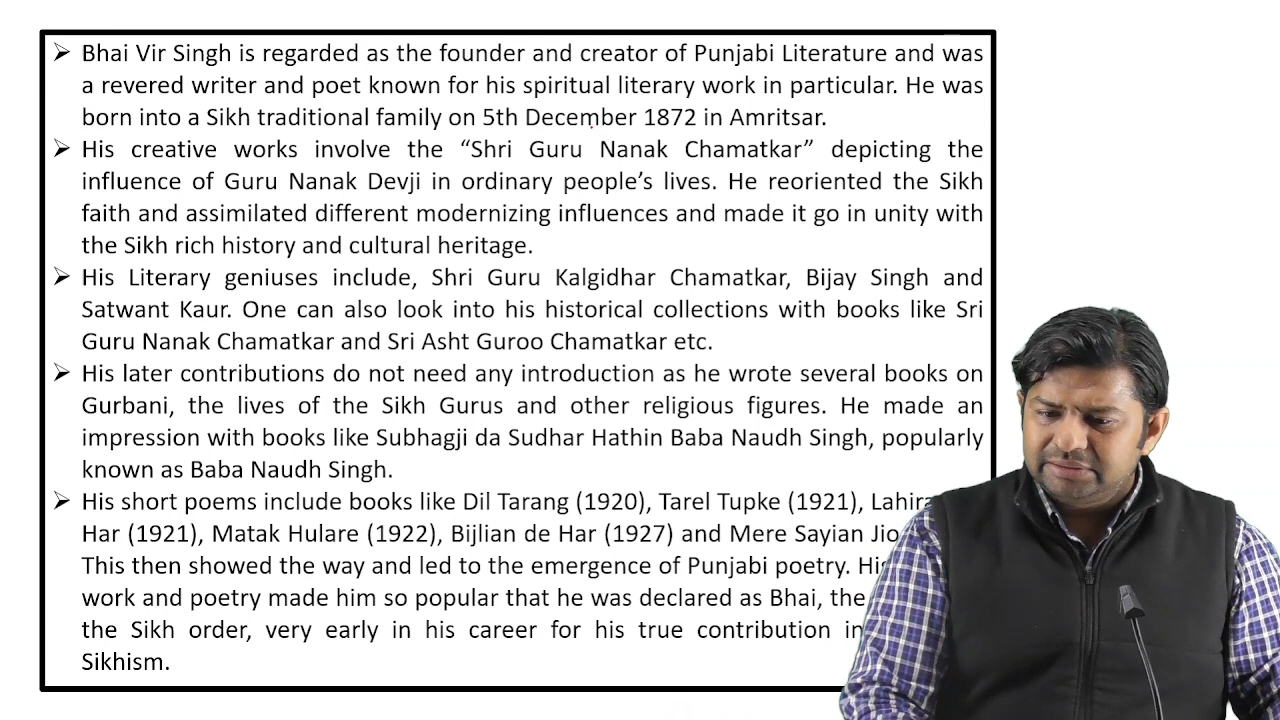 ➢ Bhai Vir Singh is regarded as the founder and creator of Punjabi Literature and was
a revered writer and poet known for his spiritual literary work in particular. He was
born into a Sikh traditional family on 5th December 1872 in Amritsar.
➢ His creative works involve the “Shri Guru Nanak Chamatkar” depicting the
influence of Guru Nanak Devji in ordinary people’s lives. He reoriented the Sikh
faith and assimilated different modernizing influences and made it go in unity with
the Sikh rich history and cultural heritage.
➢ His Literary geniuses include, Shri Guru Kalgidhar Chamatkar, Bijay Singh and
Satwant Kaur. One can also look into his historical collections with books like Sri
Guru Nanak Chamatkar and Sri Asht Guroo Chamatkar etc.
➢ His later contributions do not need any introduction as he wrote several books on
Gurbani, the lives of the Sikh Gurus and other religious figures. He made an
impression with books like Subhagji da Sudhar Hathin Baba Naudh Singh, popularly
known as Baba Naudh Singh.
➢ His short poems include books like Dil Tarang (1920), Tarel Tupke (1921),
Har (1921), Matak Hulare (1922), Bijlian de Har (1927) and Mere Sayian
This then showed the way and led to the emergence of Punjabi poetry.
work and poetry made him so popular that he was declared as Bhai, the
the Sikh order, very early in his career for his true contribution in
Sikhism.